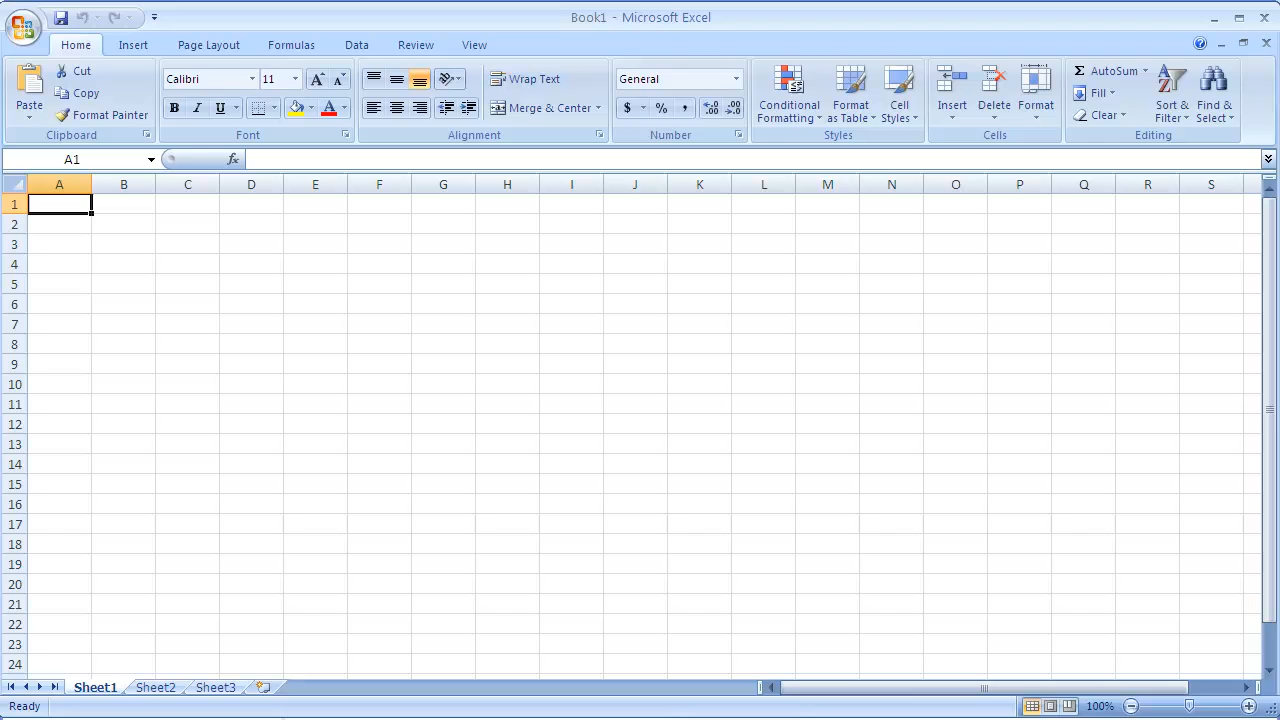 Book1 - Microsoft Excel
Home Insert Page Layout Formulas Data Review View
Cut
Copy
Format Painter
Paste
Clipboard
Calibri 11
B I U A
Font
Wrap Text
Merge & Center
Alignment
General
$ % ,
Number
Conditional Formatting
Format as Table
Cell Styles
Styles
Insert Delete Format
Cells
Σ AutoSum
Fill
Clear
Sort & Filter
Find & Select
Editing
A1 fx
A B C D E F G H I J K L M N O P Q R S
1
2
3
4
5
6
7
8
9
10
11
12
13
14
15
16
17
18
19
20
21
22
23
24
Sheet1 Sheet2 Sheet3
Ready 100%